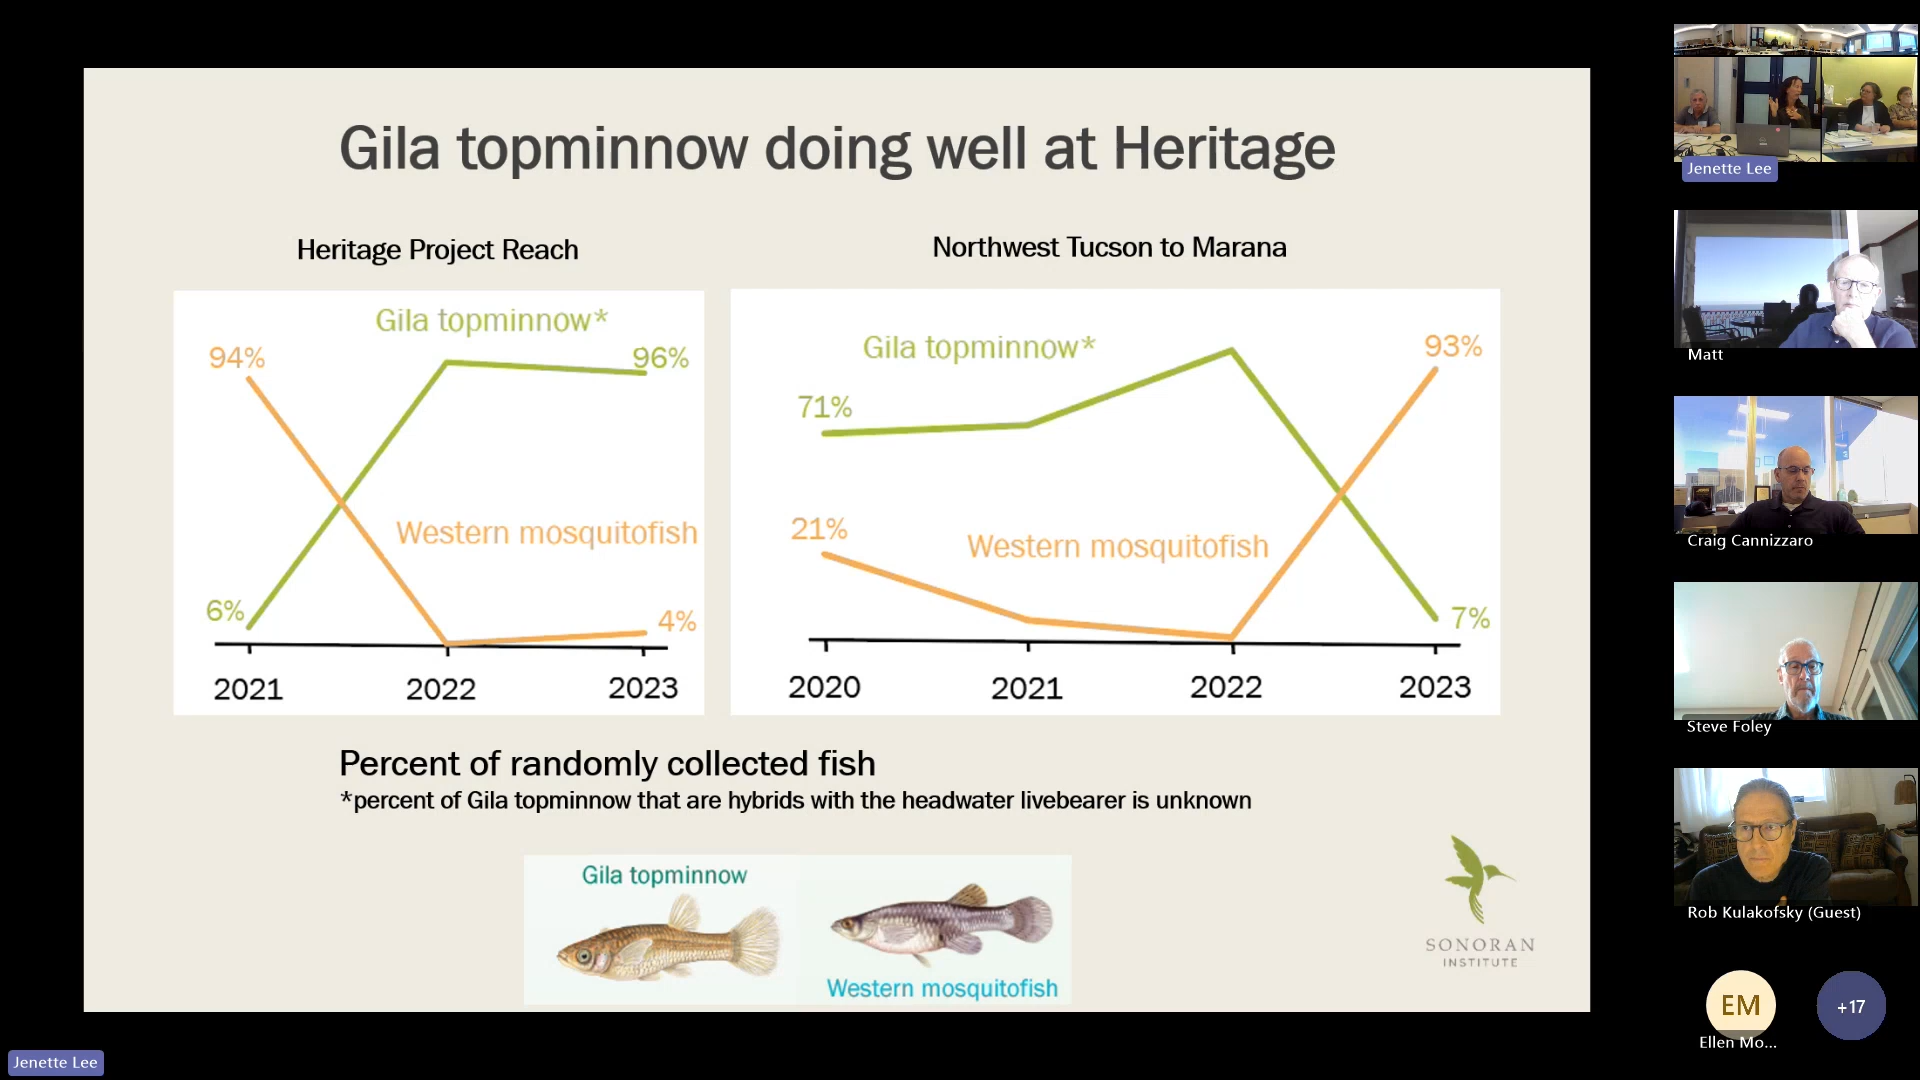 Gila topminnow doing well at Heritage
Heritage Project Reach
Northwest Tucson to Marana
Gila topminnow*
94%
96%
Western mosquitofish
6%
4%
2021
2022
2023
Gila topminnow*
93%
71%
21%
Western mosquitofish
7%
2020
2021
2022
2023
Percent of randomly collected fish
*percent of Gila topminnow that are hybrids with the headwater livebearer is unknown
Gila topminnow
Western mosquitofish
SONORAN
INSTITUTE
Jenette Lee
Matt
Craig Cannizzaro
Steve Foley
Rob Kulakofsky (Guest)
EM
+17
Ellen Mo...
Jenette Lee